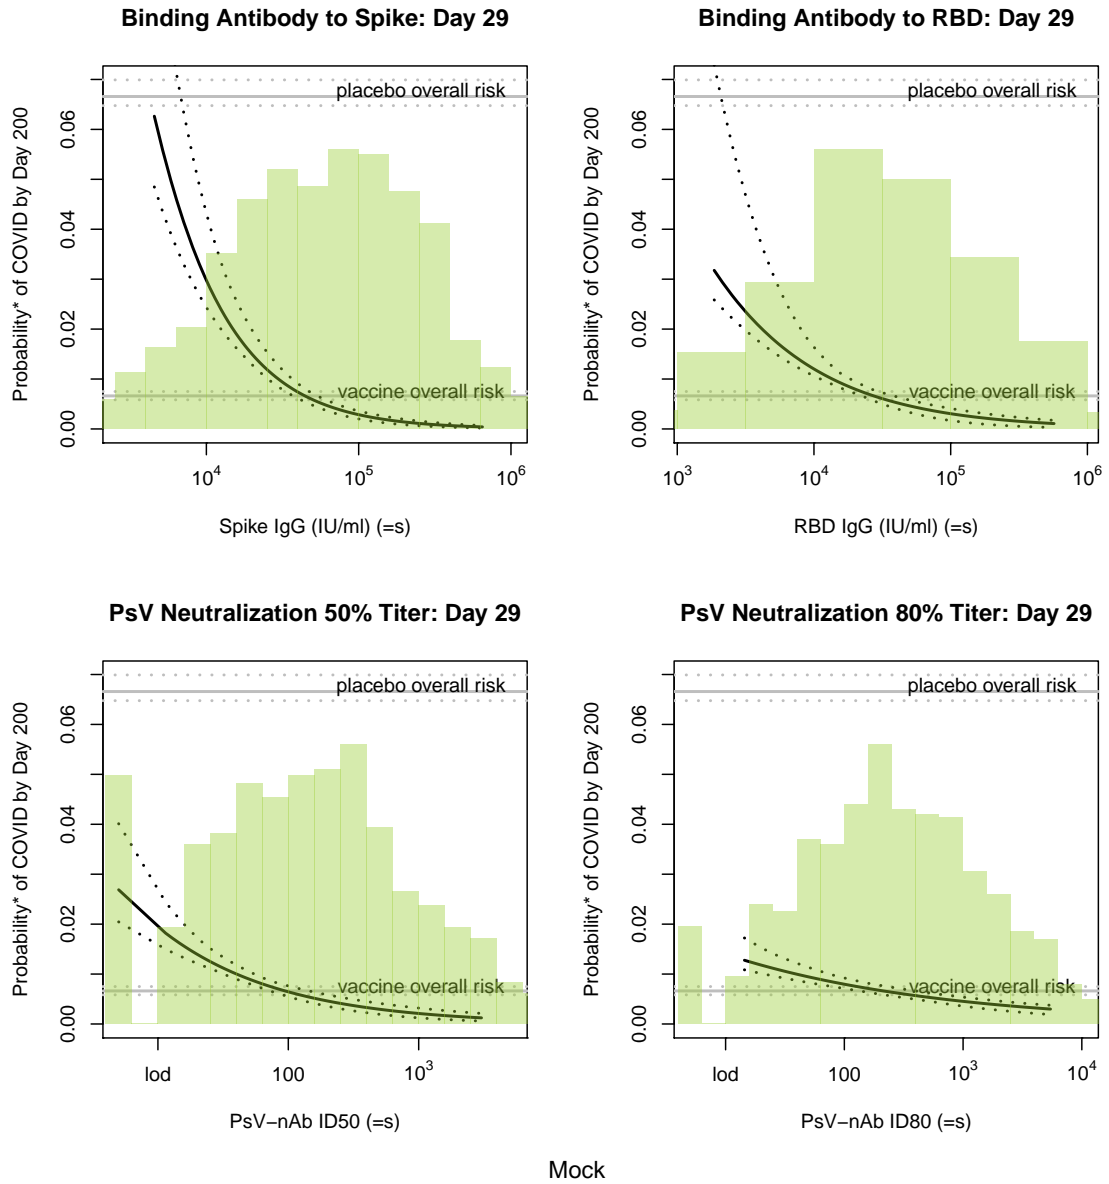 Binding Antibody to Spike: Day 29
Probability* of COVID by Day 200
0.00 0.02 0.04 0.06
placebo overall risk
vaccine overall risk
10^4 10^5 10^6
Spike IgG (IU/ml) (=s)
Binding Antibody to RBD: Day 29
Probability* of COVID by Day 200
0.00 0.02 0.04 0.06
placebo overall risk
vaccine overall risk
10^3 10^4 10^5 10^6
RBD IgG (IU/ml) (=s)
PsV Neutralization 50% Titer: Day 29
Probability* of COVID by Day 200
0.00 0.02 0.04 0.06
placebo overall risk
vaccine overall risk
lod 100 10^3
PsV−nAb ID50 (=s)
PsV Neutralization 80% Titer: Day 29
Probability* of COVID by Day 200
0.00 0.02 0.04 0.06
placebo overall risk
vaccine overall risk
lod 100 10^3 10^4
PsV−nAb ID80 (=s)
Mock